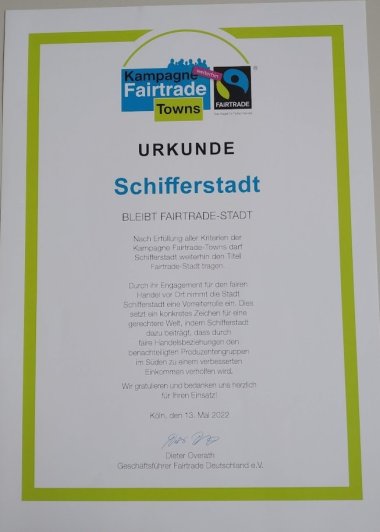 Kampagne
weiterhin
Fairtrade
Towns
FAIRTRADE
URKUNDE
Schifferstadt
BLEIBT FAIRTRADE-STADT
Nach Erfüllung aller Kriterien der
Kampagne Fairtrade-Towns darf
Schifferstadt weiterhin den Titel
Fairtrade-Stadt tragen.
Durch ihr Engagement für den fairen
Handel vor Ort nimmt die Stadt
Schifferstadt eine Vorreiterrolle ein. Dies
setzt ein konkretes Zeichen für eine
gerechtere Welt, indem Schifferstadt
dazu beiträgt, dass durch
faire Handelsbeziehungen den
benachteiligten Produzentengruppen
im Süden zu einem verbesserten
Einkommen verholfen wird.
Wir gratulieren und bedanken uns herzlich
für Ihren Einsatz!
Köln, den 13. Mai 2022
Dieter Overath
Geschäftsführer Fairtrade Deutschland e.V.